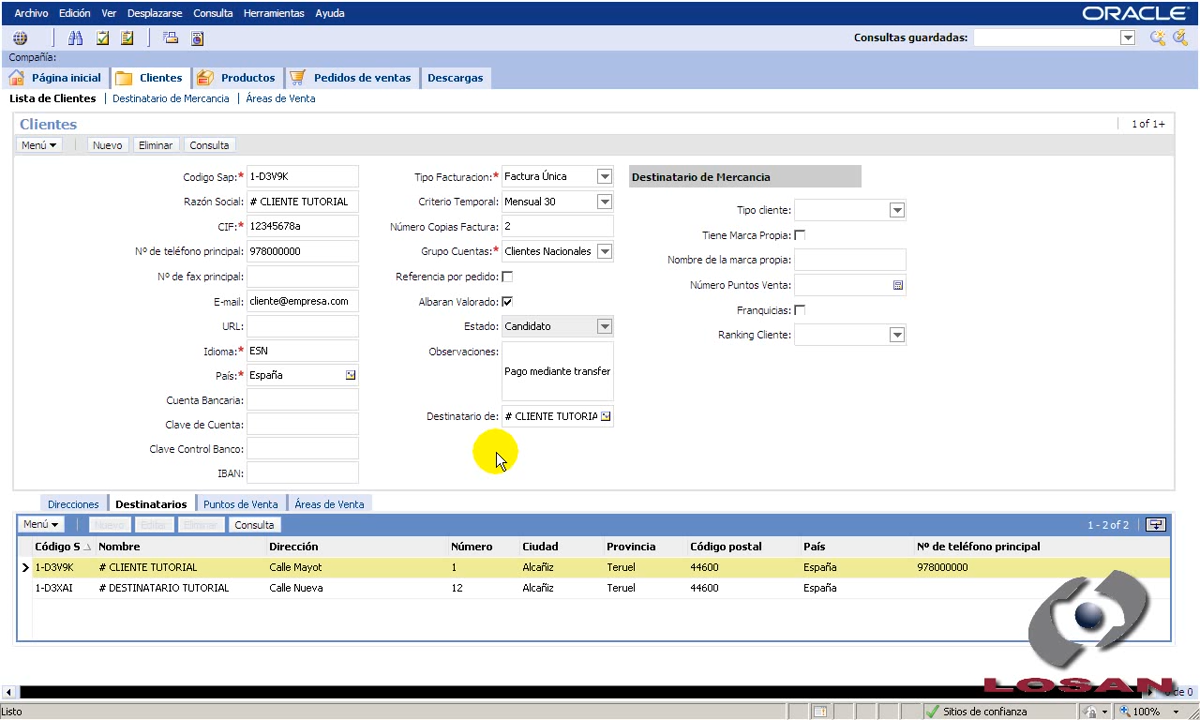 Archivo Edición Ver Desplazarse Consulta Herramientas Ayuda
ORACLE
Consultas guardadas:
Compañía:
Página inicial Clientes Productos Pedidos de ventas Descargas
Lista de Clientes Destinatario de Mercancia Áreas de Venta
Clientes 1 of 1+
Menú Nuevo Eliminar Consulta
Codigo Sap:* 1-D3V9K Tipo Facturacion:* Factura Única Destinatario de Mercancia
Razón Social: # CLIENTE TUTORIAL Criterio Temporal: Mensual 30 Tipo cliente:
CIF:* 12345678a Número Copias Factura: 2 Tiene Marca Propia:
Nº de teléfono principal: 978000000 Grupo Cuentas:* Clientes Nacionales Nombre de la marca propia:
Nº de fax principal: Referencia por pedido: Número Puntos Venta:
E-mail: cliente@empresa.com Albaran Valorado: Franquicias:
URL: Estado: Candidato Ranking Cliente:
Idioma:* ESN Observaciones:
País:* España Pago mediante transfer
Cuenta Bancaria:
Clave de Cuenta: Destinatario de: # CLIENTE TUTORIA
Clave Control Banco:
IBAN:
Direcciones Destinatarios Puntos de Venta Áreas de Venta
Menú Nuevo Editar Eliminar Consulta 1 - 2 of 2
Código S Nombre Dirección Número Ciudad Provincia Código postal País Nº de teléfono principal
1-D3V9K # CLIENTE TUTORIAL Calle Mayot 1 Alcañiz Teruel 44600 España 978000000
1-D3XAI # DESTINATARIO TUTORIAL Calle Nueva 12 Alcañiz Teruel 44600 España
LOSAN
de 0
Listo Sitios de confianza 100%